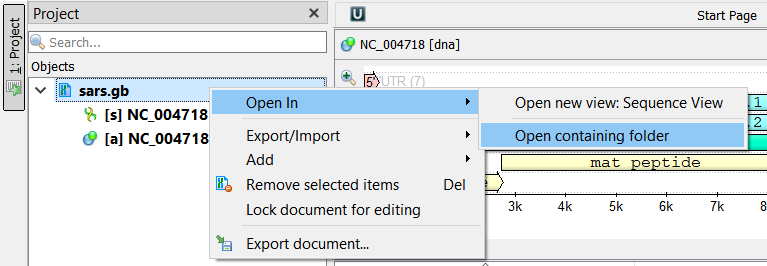 Project
1: Project
Search...
Objects
sars.gb
[s] NC_004718
[a] NC_004718
Open In
Export/Import
Add
Remove selected items Del
Lock document for editing
Export document...
Open new view: Sequence View
Open containing folder
U
Start Page
NC_004718 [dna]
5' UTR (7)
1
2
mat peptide
e
3k 4k 5k 6k 7k 8